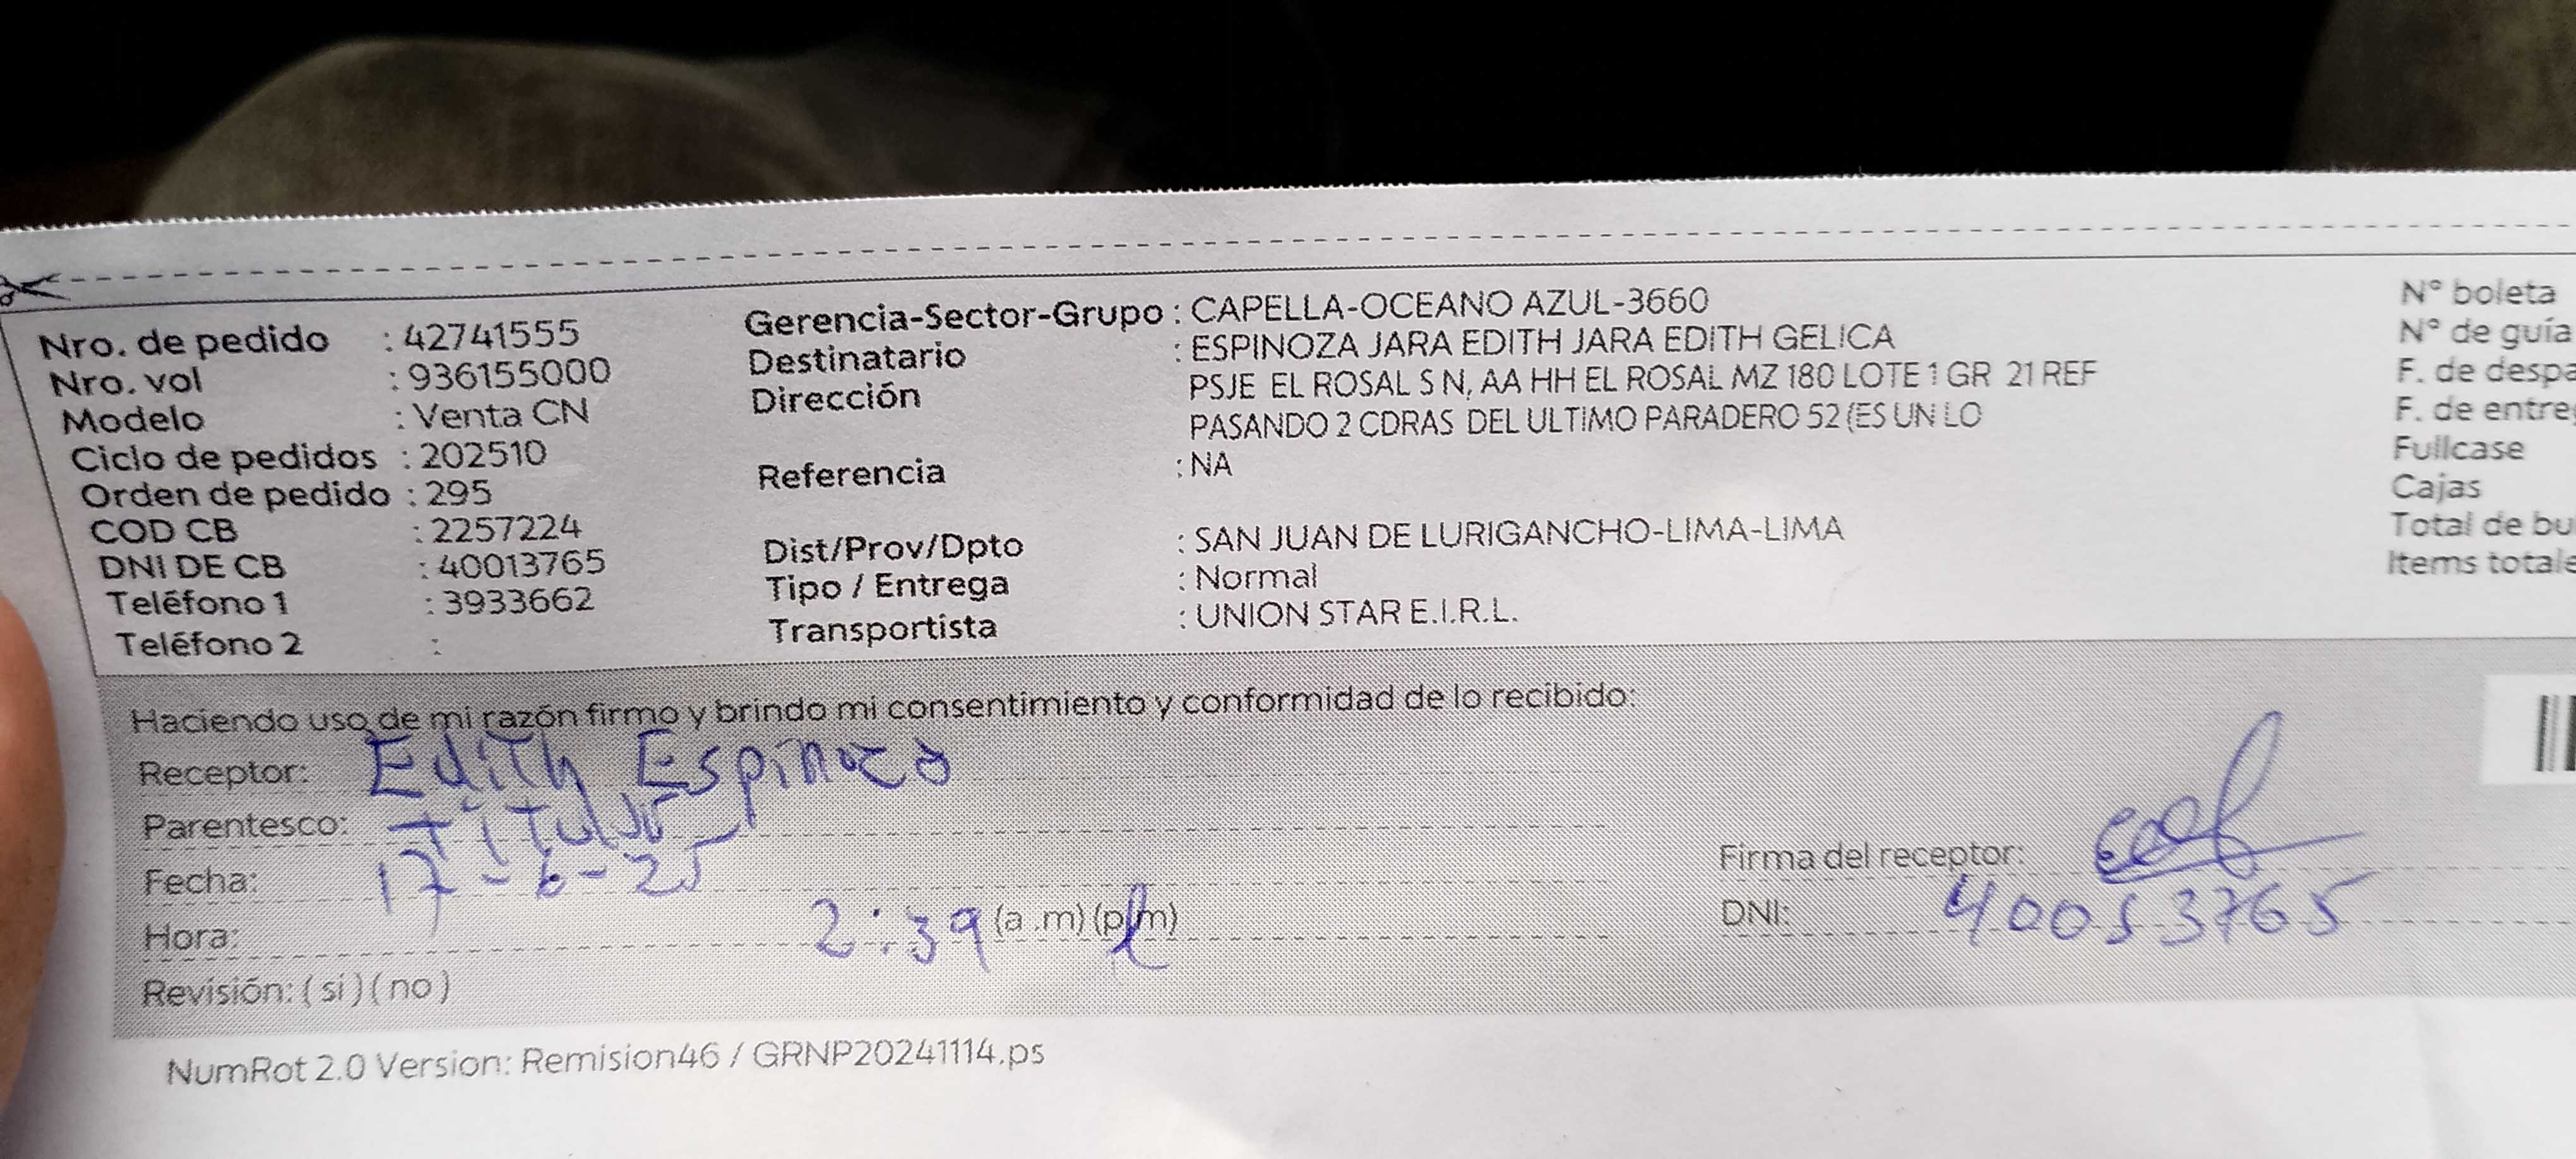 Nro. de pedido : 42741555
Nro. vol : 936155000
Modelo : Venta CN
Ciclo de pedidos : 202510
Orden de pedido : 295
COD CB : 2257224
DNI DE CB : 40013765
Teléfono 1 : 3933662
Teléfono 2 :
Gerencia-Sector-Grupo : CAPELLA-OCEANO AZUL-3660
Destinatario : ESPINOZA JARA EDITH JARA EDITH GELICA
Dirección PSJE EL ROSAL S N, AA HH EL ROSAL MZ 180 LOTE 1 GR 21 REF
PASANDO 2 CDRAS DEL ULTIMO PARADERO 52 (ES UN LO
Referencia : NA
Dist/Prov/Dpto : SAN JUAN DE LURIGANCHO-LIMA-LIMA
Tipo / Entrega : Normal
Transportista : UNION STAR E.I.R.L.
N° boleta
N° de guía
F. de despa
F. de entre
Fullcase
Cajas
Total de bu
Items totale
Haciendo uso de mi razón firmo y brindo mi consentimiento y conformidad de lo recibido:
Receptor: Edith Espinoza
Parentesco: Titular
Fecha: 17-6-25
Hora: 2:39 (a.m) (p.m)
Revisión: ( si ) ( no )
Firma del receptor:
DNI: 40013765
NumRot 2.0 Version: Remision46 / GRNP20241114.ps